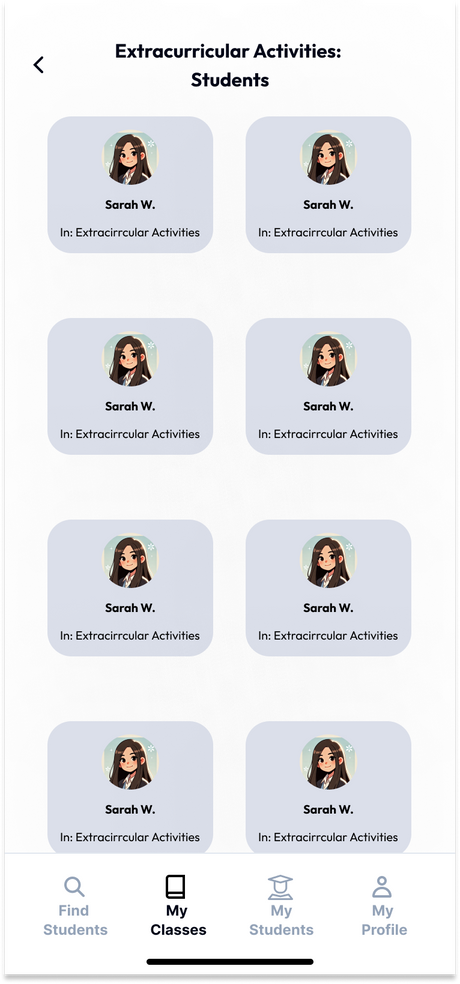 Extracurricular Activities:
Students
Sarah W.
In: Extracirrcular Activities
Sarah W.
In: Extracirrcular Activities
Sarah W.
In: Extracirrcular Activities
Sarah W.
In: Extracirrcular Activities
Sarah W.
In: Extracirrcular Activities
Sarah W.
In: Extracirrcular Activities
Sarah W.
In: Extracirrcular Activities
Sarah W.
In: Extracirrcular Activities
Find
Students
My
Classes
My
Students
My
Profile